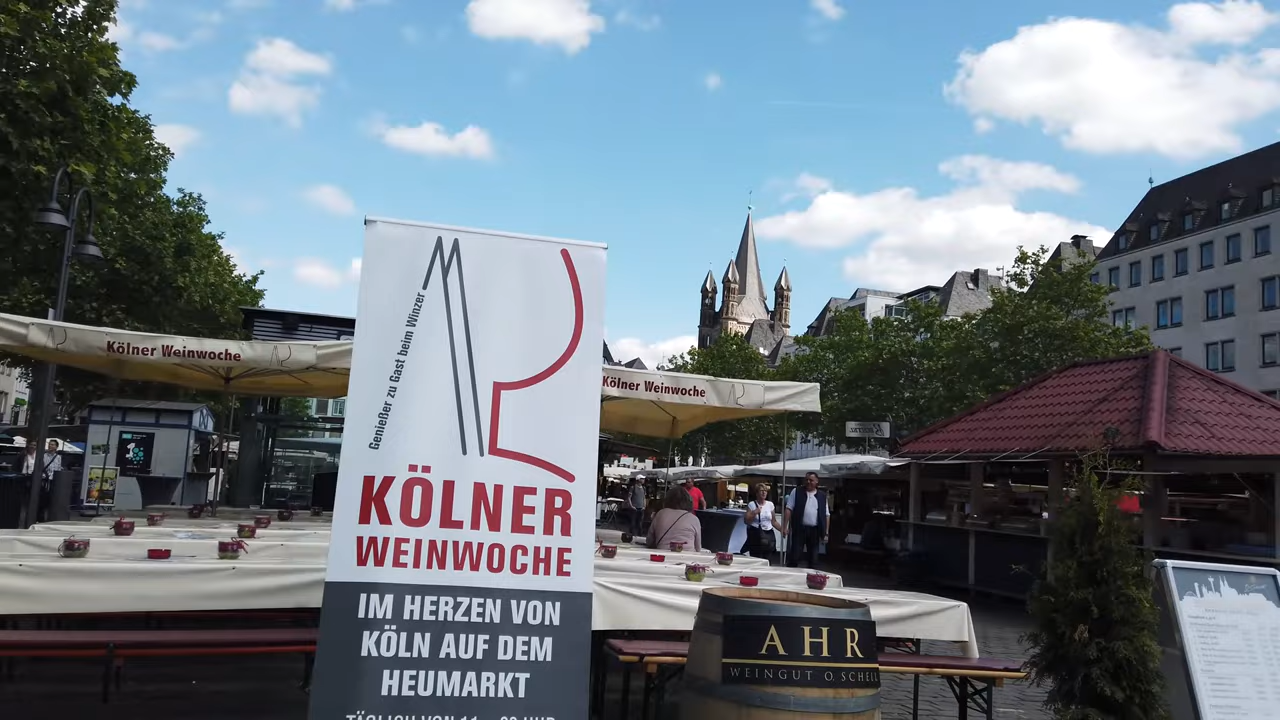 Kölner Weinwoche
Genießer zu Gast beim Winzer
Kölner Weinwoche
KÖLNER
WEINWOCHE
IM HERZEN VON
KÖLN AUF DEM
HEUMARKT
AHR
WEINGUT O. SCHELL